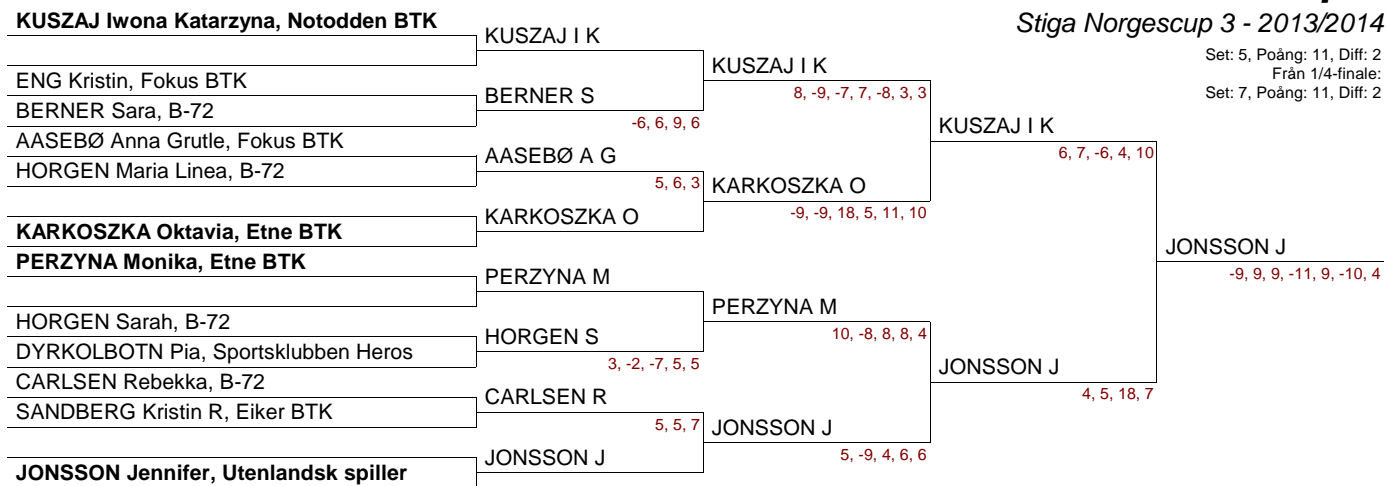 KUSZAJ Iwona Katarzyna, Notodden BTK
ENG Kristin, Fokus BTK
BERNER Sara, B-72
AASEBØ Anna Grutle, Fokus BTK
HORGEN Maria Linea, B-72
KARKOSZKA Oktavia, Etne BTK
PERZYNA Monika, Etne BTK
HORGEN Sarah, B-72
DYRKOLBOTN Pia, Sportsklubben Heros
CARLSEN Rebekka, B-72
SANDBERG Kristin R, Eiker BTK
JONSSON Jennifer, Utenlandsk spiller
KUSZAJ I K
BERNER S
-6, 6, 9, 6
AASEBØ A G
5, 6, 3
KARKOSZKA O
PERZYNA M
HORGEN S
3, -2, -7, 5, 5
CARLSEN R
5, 5, 7
JONSSON J
KUSZAJ I K
8, -9, -7, 7, -8, 3, 3
KARKOSZKA O
-9, -9, 18, 5, 11, 10
PERZYNA M
10, -8, 8, 8, 4
JONSSON J
5, -9, 4, 6, 6
KUSZAJ I K
6, 7, -6, 4, 10
JONSSON J
4, 5, 18, 7
JONSSON J
-9, 9, 9, -11, 9, -10, 4
Stiga Norgescup 3 - 2013/2014
Set: 5, Poång: 11, Diff: 2
Från 1/4-finale:
Set: 7, Poång: 11, Diff: 2